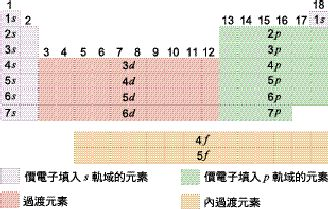 1 18
1s 2 13 14 15 16 17 1s
2s 2p
3s 3 4 5 6 7 8 9 10 11 12 3p
4s 3d 4p
5s 4d 5p
6s 5d 6p
7s 6d 7p
4f
5f
價電子填入 s 軌域的元素 價電子填入 p 軌域的元素
過渡元素 內過渡元素